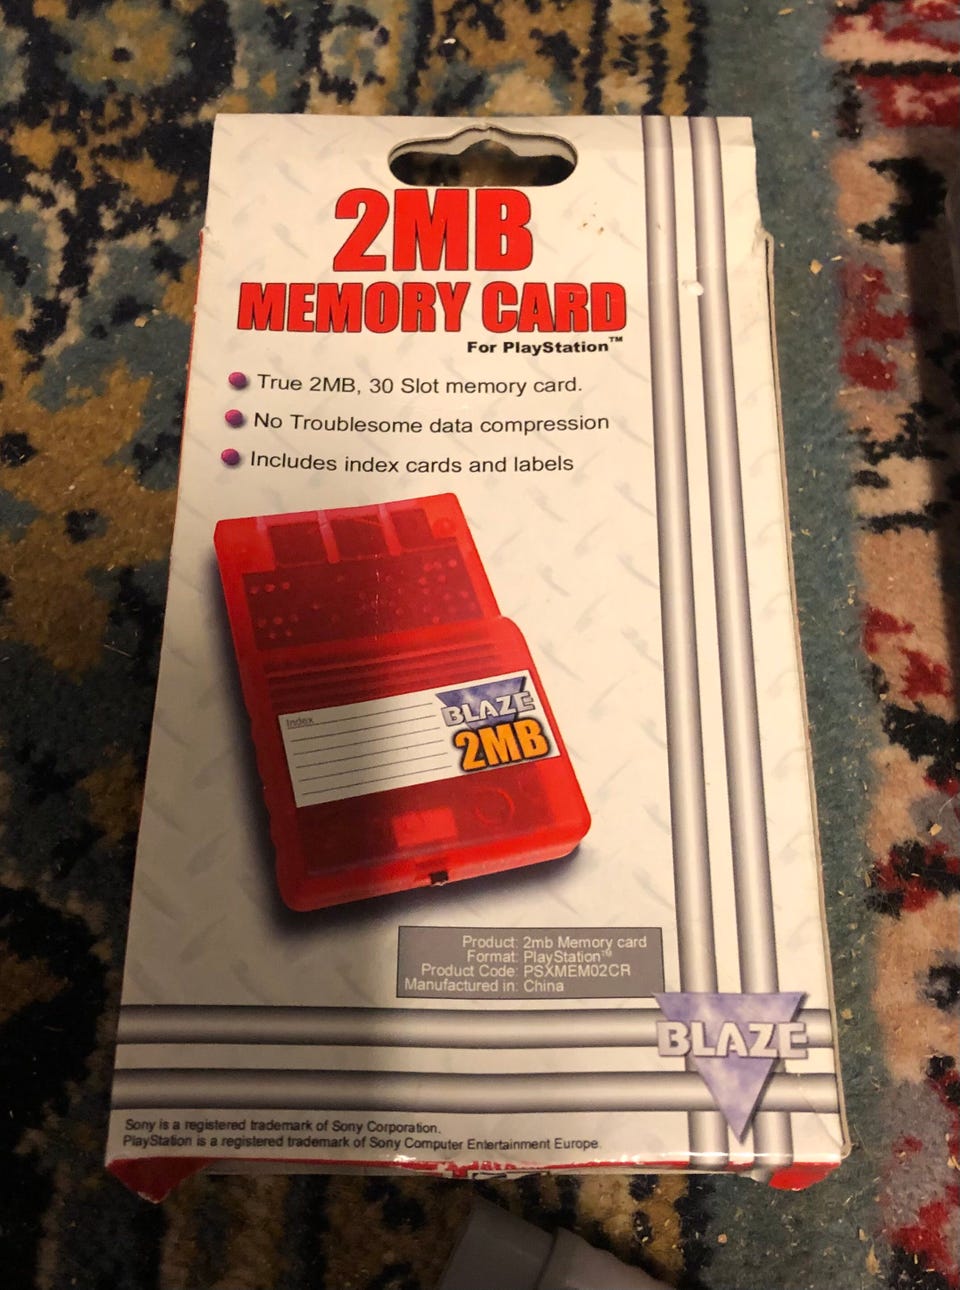 2MB
MEMORY CARD
For PlayStation™
True 2MB, 30 Slot memory card.
No Troublesome data compression
Includes index cards and labels
Index
BLAZE
2MB
Product: 2mb Memory card
Format: PlayStation™
Product Code: PSXMEM02CR
Manufactured in: China
BLAZE
Sony is a registered trademark of Sony Corporation.
PlayStation is a registered trademark of Sony Computer Entertainment Europe.